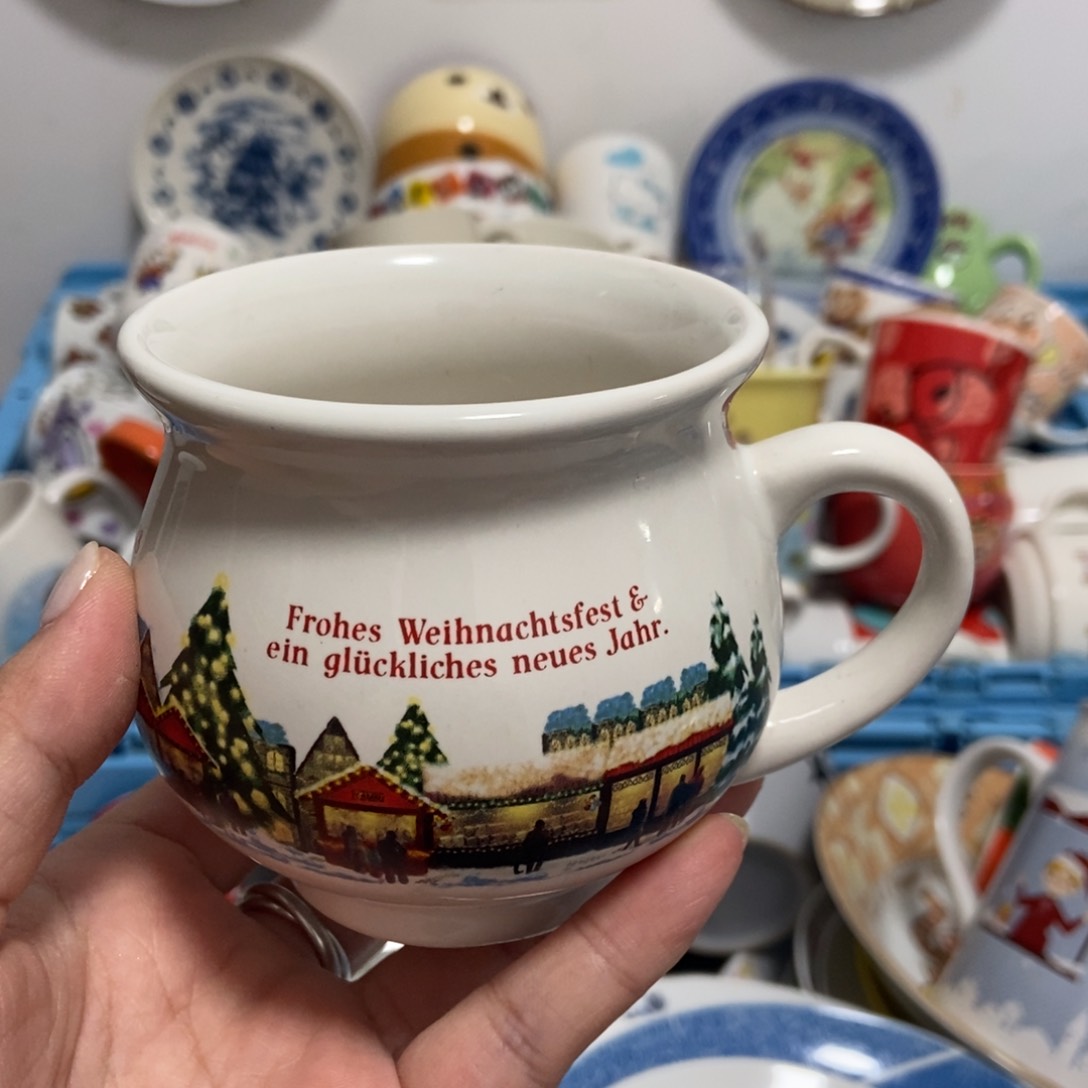 Frohes Weihnachtsfest &
ein glückliches neues Jahr.